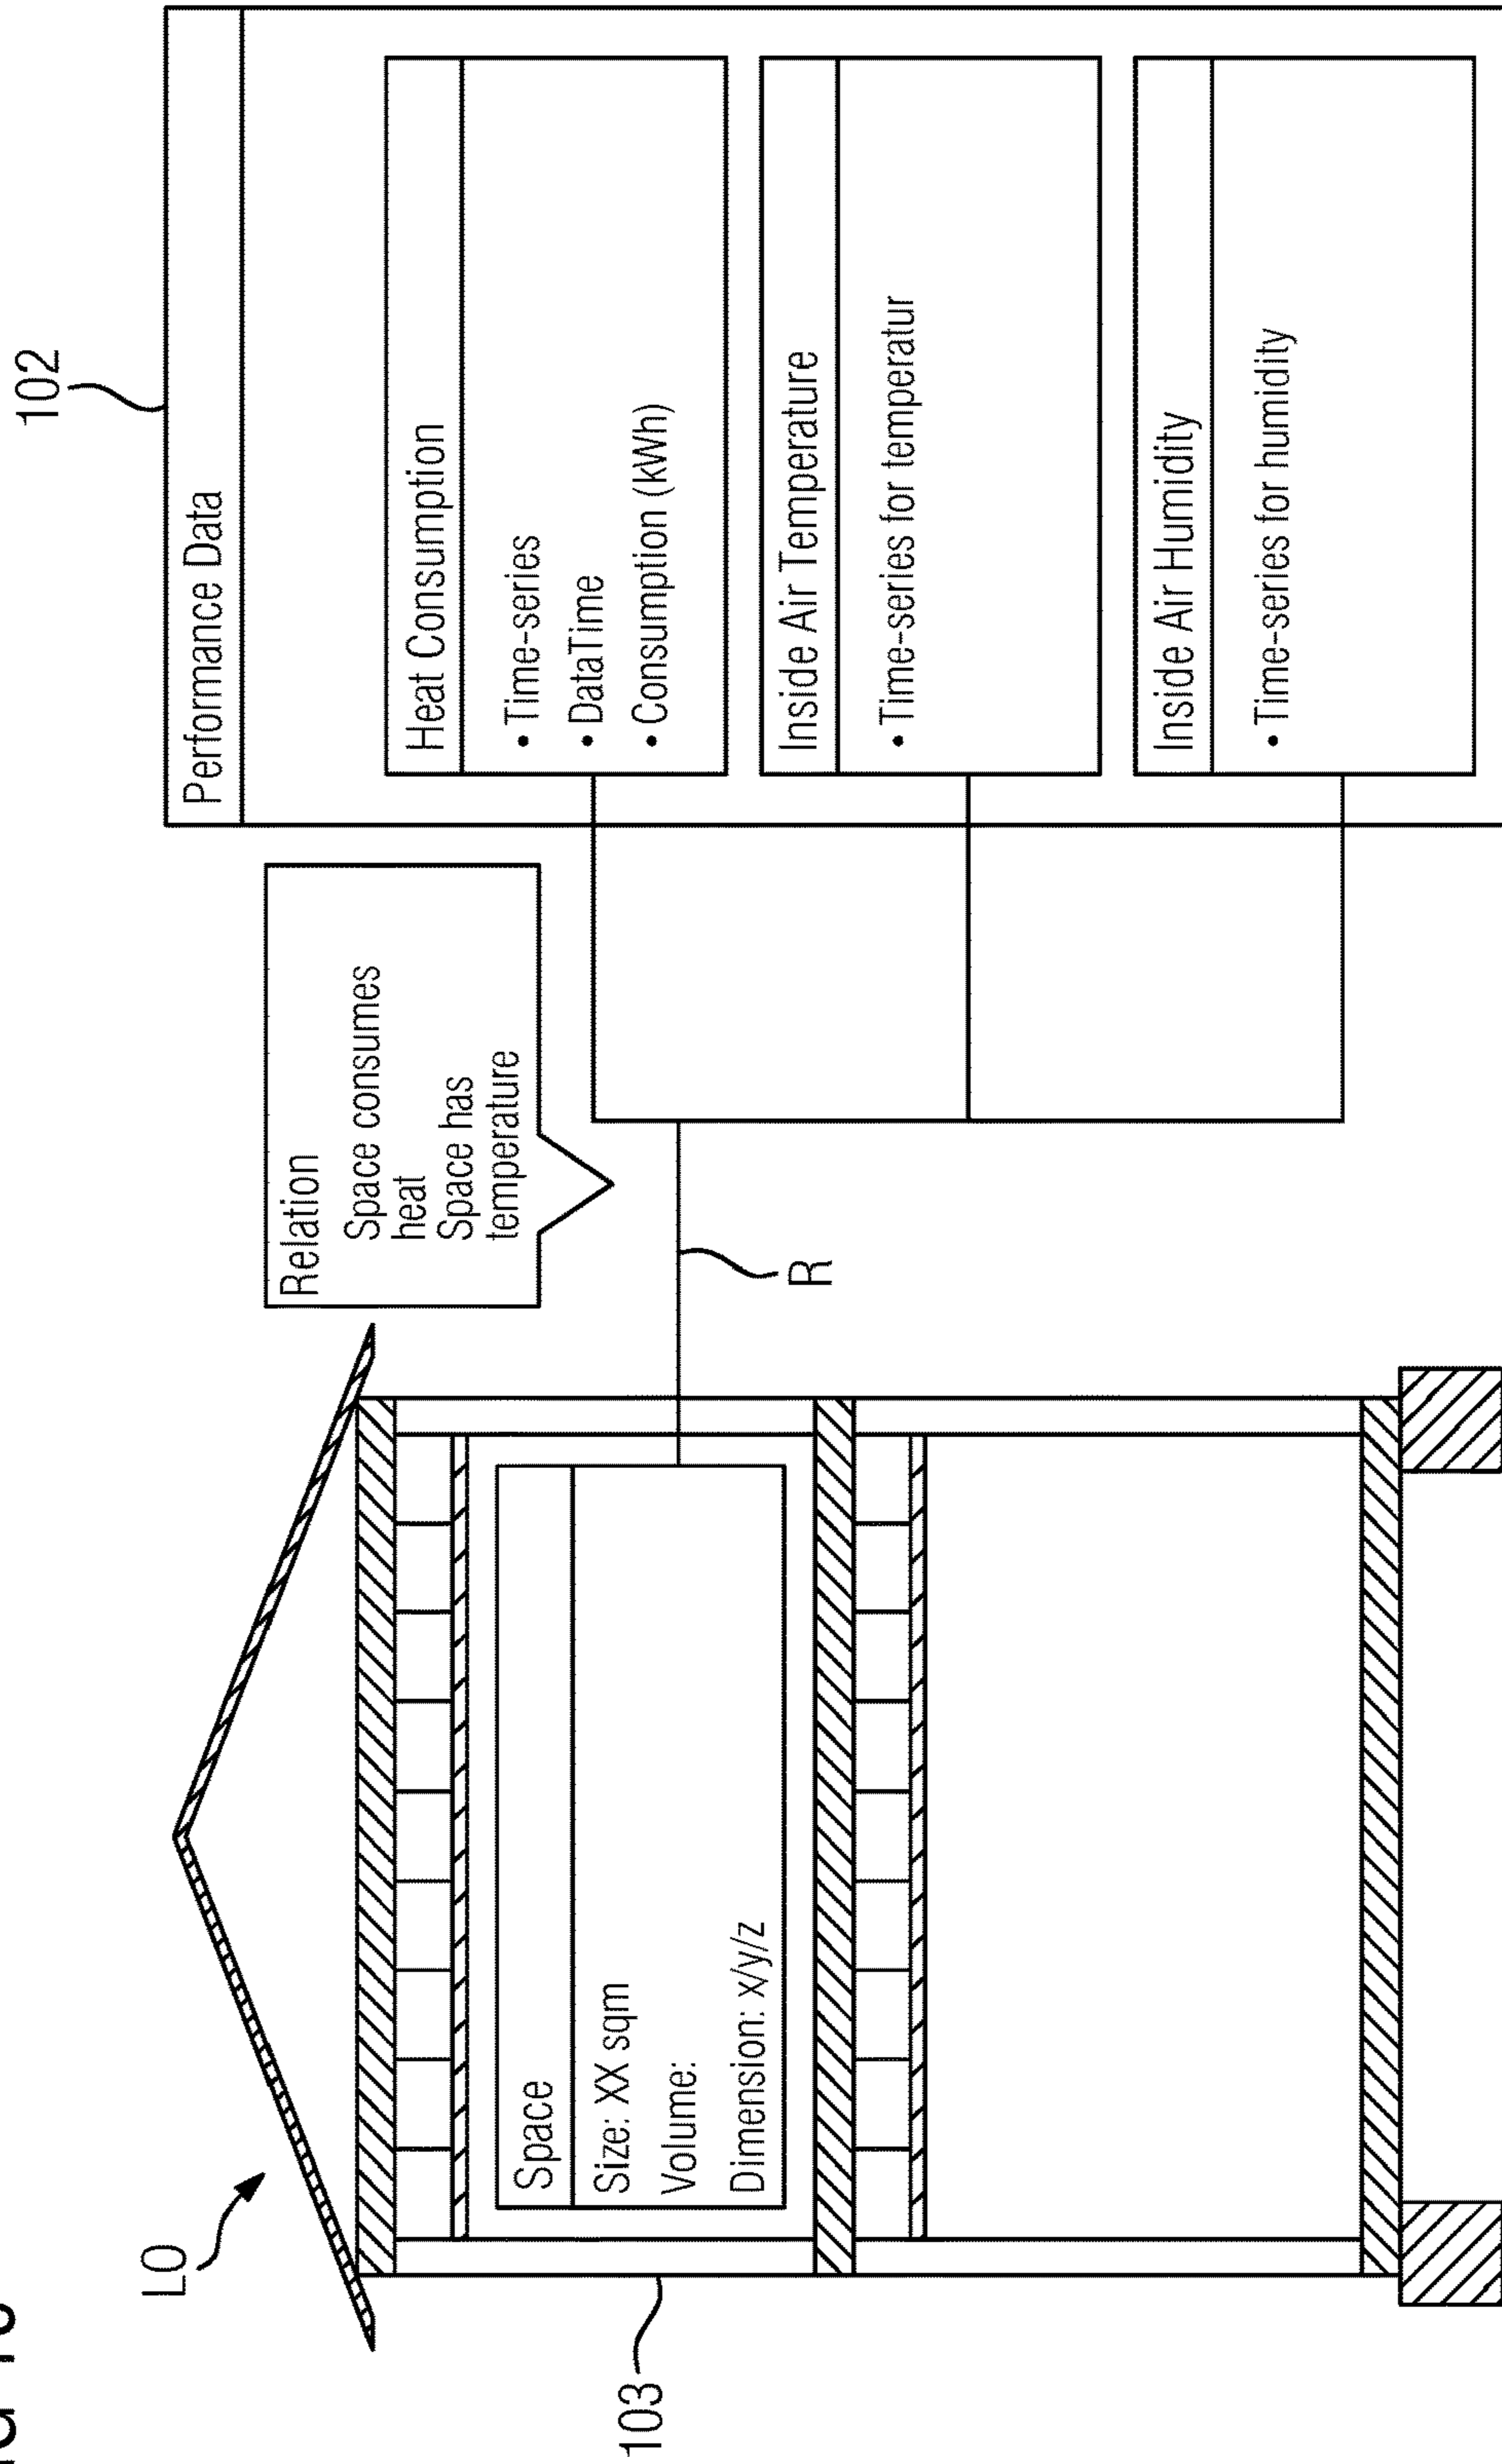 LO
103
Space
Size: XX sqm
Volume:
Dimension: x/y/z
Relation
Space consumes
heat
Space has
temperature
R
102
Performance Data
Heat Consumption
• Time-series
• DataTime
• Consumption (kWh)
Inside Air Temperature
• Time-series for temperatur
Inside Air Humidity
• Time-series for humidity